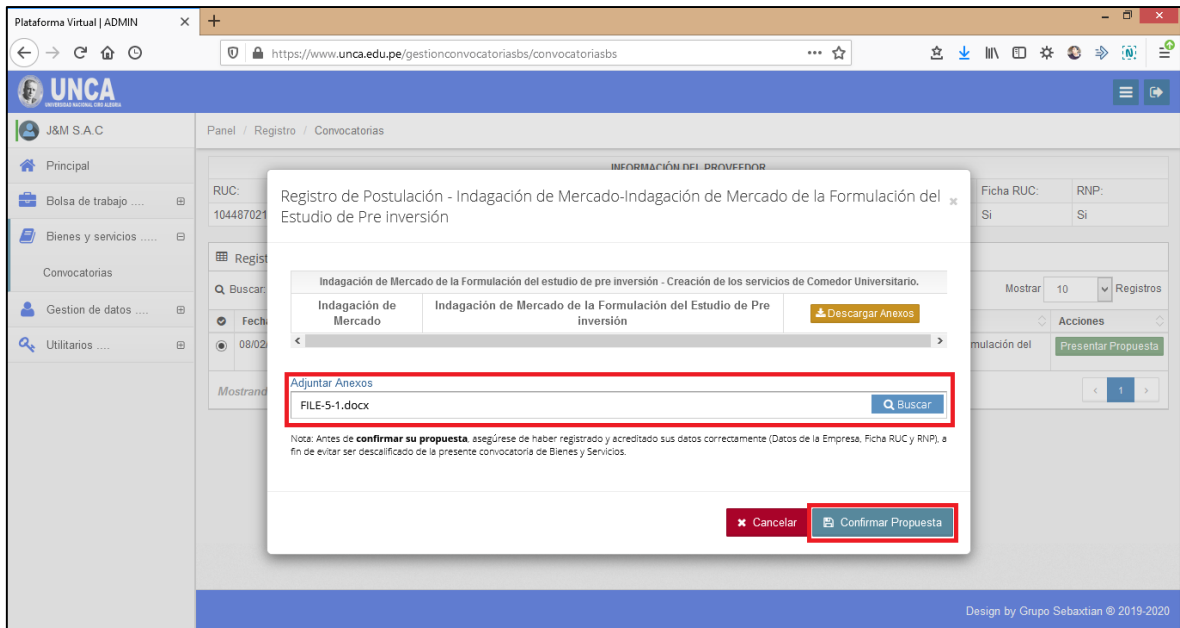 Plataforma Virtual | ADMIN
https://www.unca.edu.pe/gestionconvocatoriasbs/convocatoriasbs
UNCA
UNIVERSIDAD NACIONAL CIRO ALEGRIA
J&M S.A.C
Panel / Registro / Convocatorias
Principal
Bolsa de trabajo ....
Bienes y servicios .....
Convocatorias
Gestion de datos ....
Utilitarios ....
INFORMACIÓN DEL PROVEEDOR
RUC:
Ficha RUC:
RNP:
104487021
Si
Si
Regist
Buscar:
Mostrar 10 Registros
Fech
Acciones
08/02/
mulación del
Presentar Propuesta
Mostrand
1
Registro de Postulación - Indagación de Mercado-Indagación de Mercado de la Formulación del
Estudio de Pre inversión
Indagación de Mercado de la Formulación del estudio de pre inversión - Creación de los servicios de Comedor Universitario.
Indagación de
Mercado
Indagación de Mercado de la Formulación del Estudio de Pre
inversión
Descargar Anexos
Adjuntar Anexos
FILE-5-1.docx
Buscar
Nota: Antes de confirmar su propuesta, asegúrese de haber registrado y acreditado sus datos correctamente (Datos de la Empresa, Ficha RUC y RNP), a
fin de evitar ser descalificado de la presente convocatoria de Bienes y Servicios.
Cancelar
Confirmar Propuesta
Design by Grupo Sebaxtian ® 2019-2020